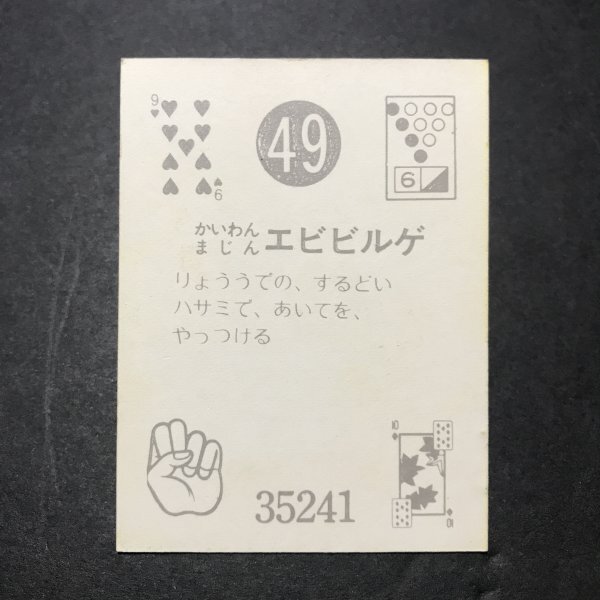 9
49
6
9
かいわん
まじん エビビルゲ
りょううでの、するどい
ハサミで、あいてを、
やっつける
10
35241
10